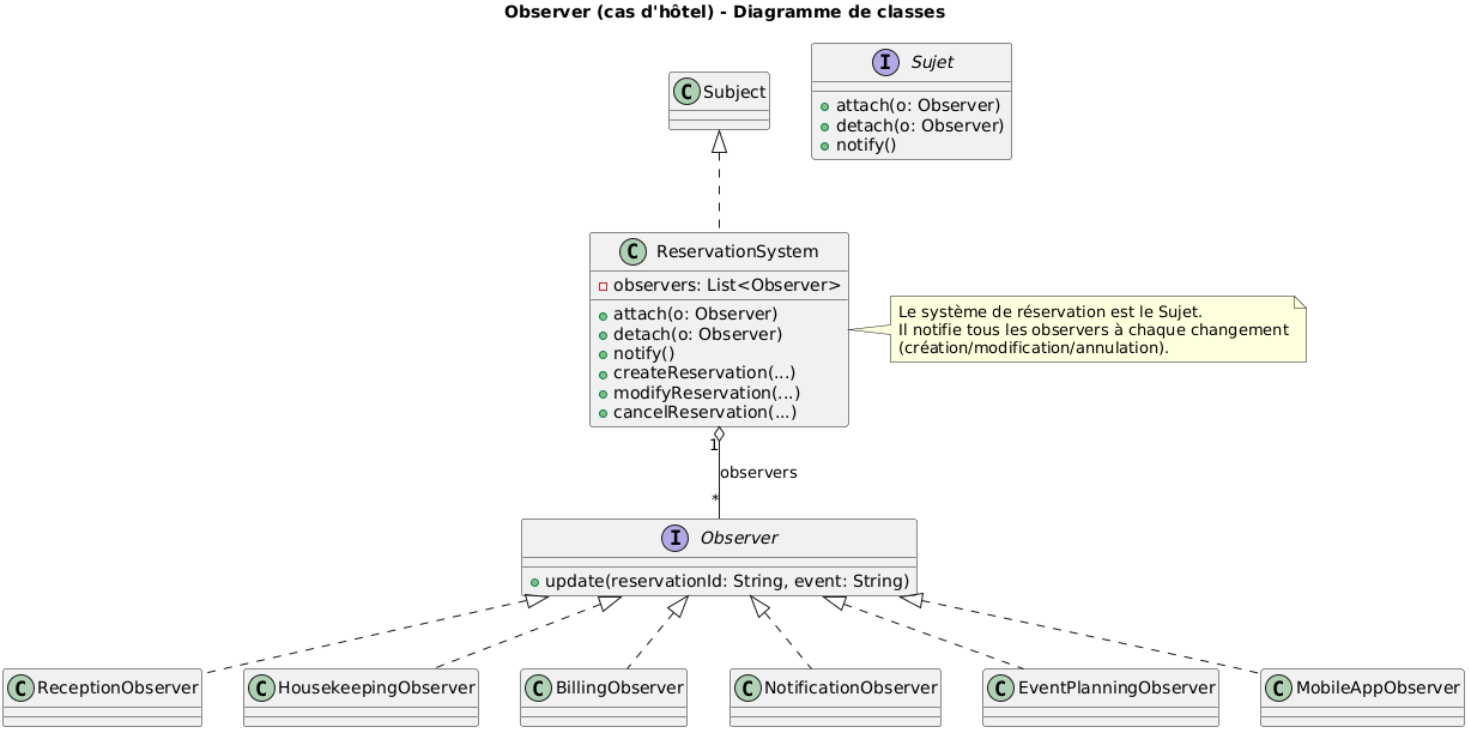 Observer (cas d'hôtel) - Diagramme de classes
C Subject
I Sujet
attach(o: Observer)
detach(o: Observer)
notify()
C ReservationSystem
observers: List<Observer>
attach(o: Observer)
detach(o: Observer)
notify()
createReservation(...)
modifyReservation(...)
cancelReservation(...)
Le système de réservation est le Sujet.
Il notifie tous les observers à chaque changement
(création/modification/annulation).
1
observers
*
I Observer
update(reservationId: String, event: String)
C ReceptionObserver
C HousekeepingObserver
C BillingObserver
C NotificationObserver
C EventPlanningObserver
C MobileAppObserver